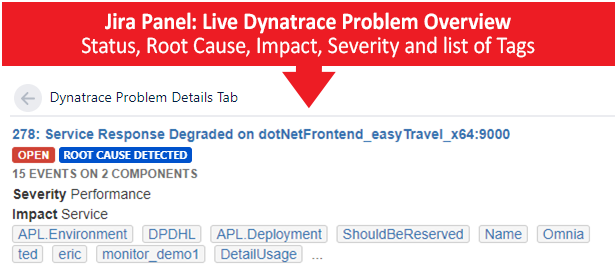 Jira Panel: Live Dynatrace Problem Overview
Status, Root Cause, Impact, Severity and list of Tags
Dynatrace Problem Details Tab
278: Service Response Degraded on dotNetFrontend_easyTravel_x64:9000
OPEN ROOT CAUSE DETECTED
15 EVENTS ON 2 COMPONENTS
Severity Performance
Impact Service
APL.Environment DPDHL APL.Deployment ShouldBeReserved Name Omnia
ted eric monitor_demo1 DetailUsage ...